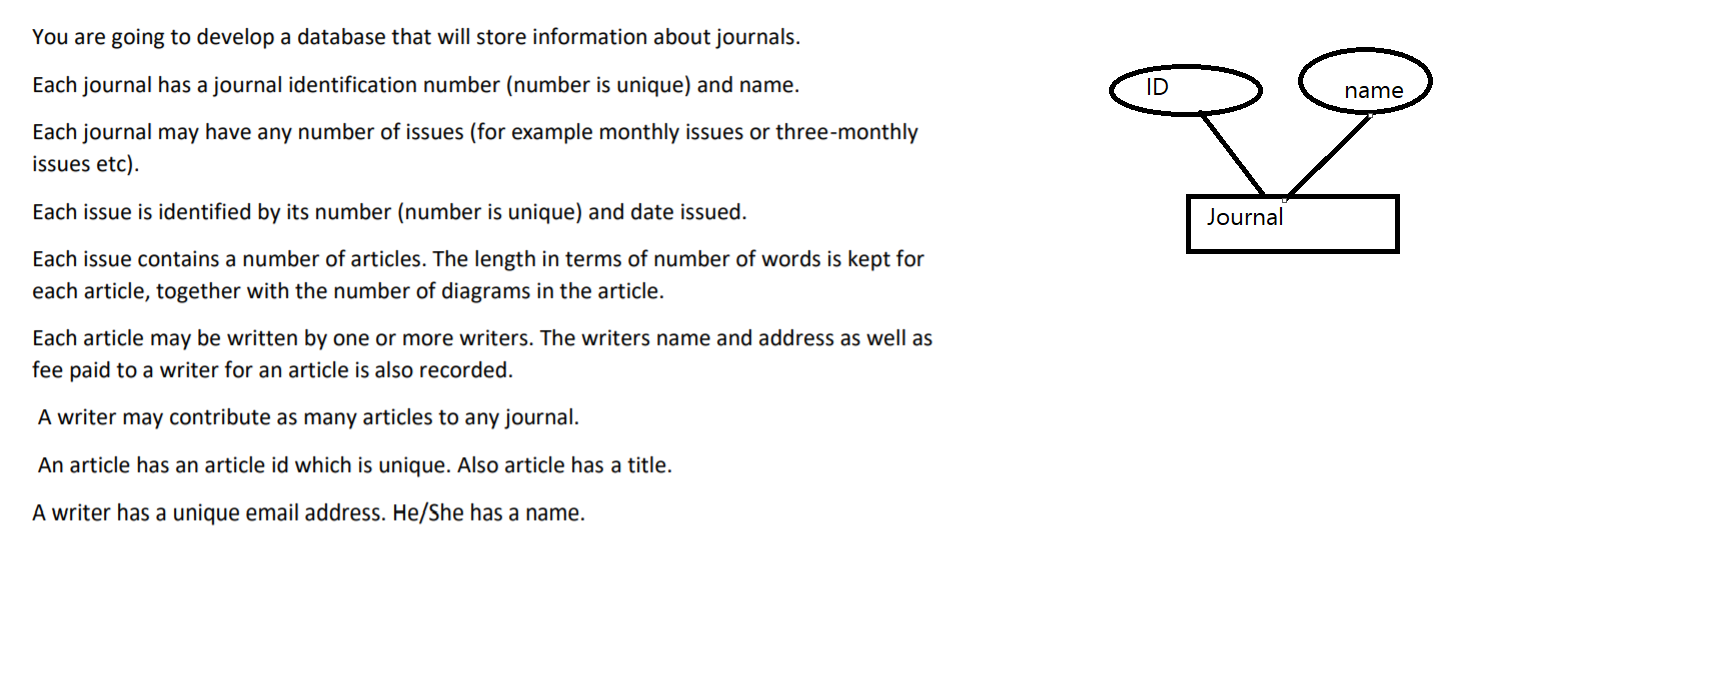 You are going to develop a database that will store information about journals.
Each journal has a journal identification number (number is unique) and name.
Each journal may have any number of issues (for example monthly issues or three-monthly
issues etc).
Each issue is identified by its number (number is unique) and date issued.
Each issue contains a number of articles. The length in terms of number of words is kept for
each article, together with the number of diagrams in the article.
Each article may be written by one or more writers. The writers name and address as well as
fee paid to a writer for an article is also recorded.
A writer may contribute as many articles to any journal.
An article has an article id which is unique. Also article has a title.
A writer has a unique email address. He/She has a name.
ID
name
Journal